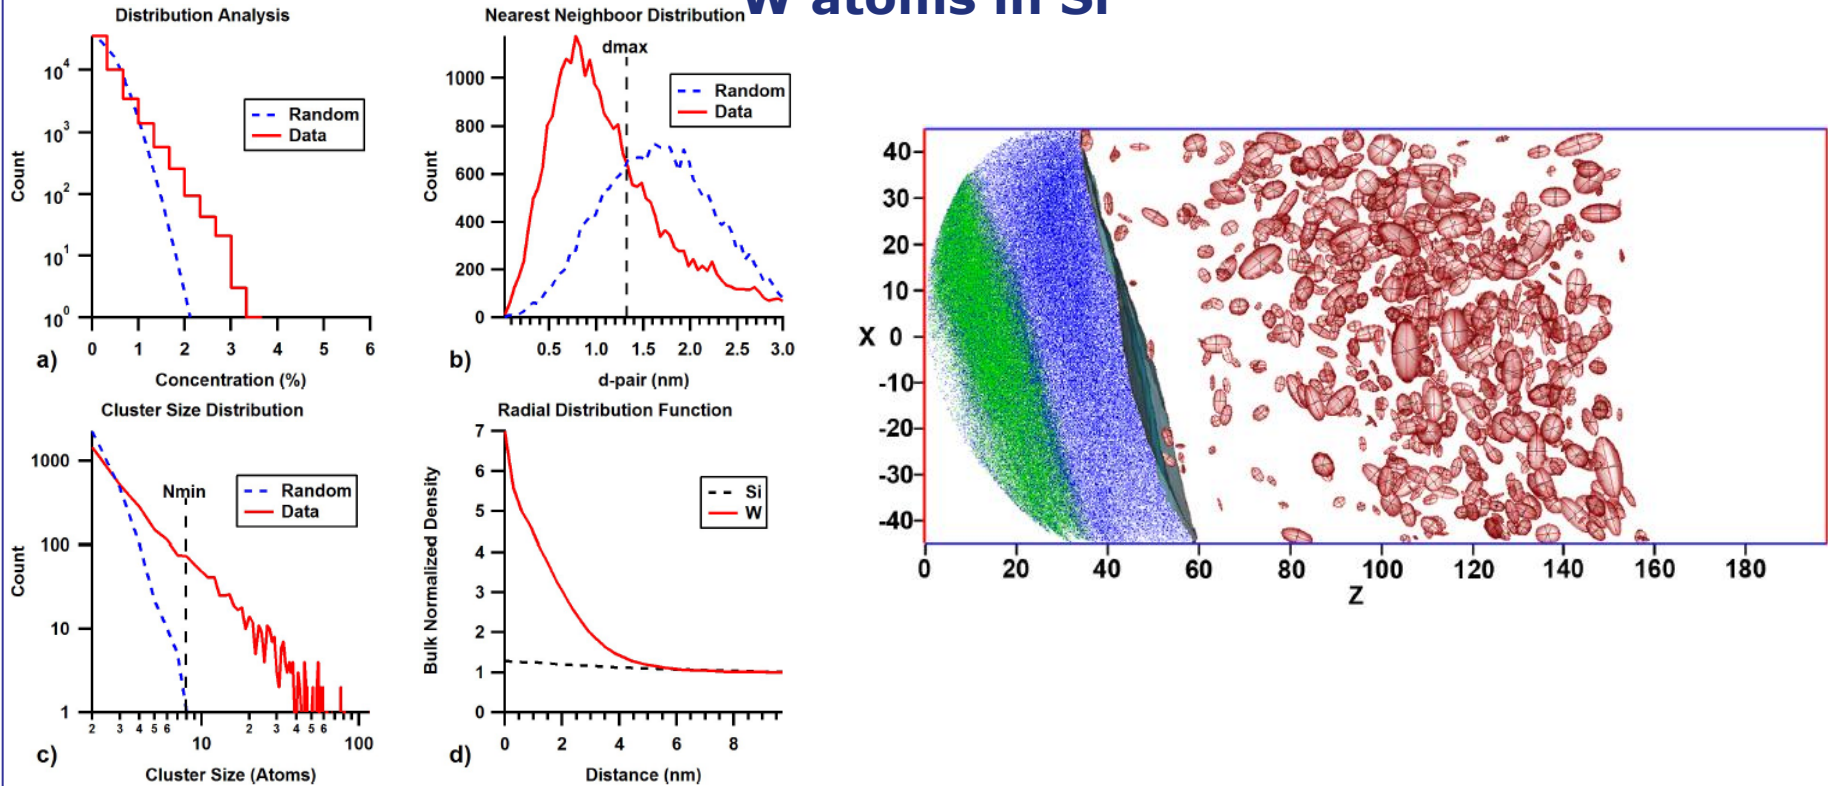 W atoms in Si
Distribution Analysis
Count
10^4
10^3
10^2
10^1
10^0
Random
Data
0 1 2 3 4 5 6
a)
Concentration (%)
Nearest Neighboor Distribution
dmax
Count
1000
800
600
400
200
0
Random
Data
0.5 1.0 1.5 2.0 2.5 3.0
b)
d-pair (nm)
Cluster Size Distribution
Count
1000
100
10
1
Nmin
Random
Data
2 3 4 5 6 10 2 3 4 5 6 100
c)
Cluster Size (Atoms)
Radial Distribution Function
Bulk Normalized Density
7
6
5
4
3
2
1
0
Si
W
0 2 4 6 8
d)
Distance (nm)
40
30
20
10
X 0
-10
-20
-30
-40
0 20 40 60 80 100 120 140 160 180
Z